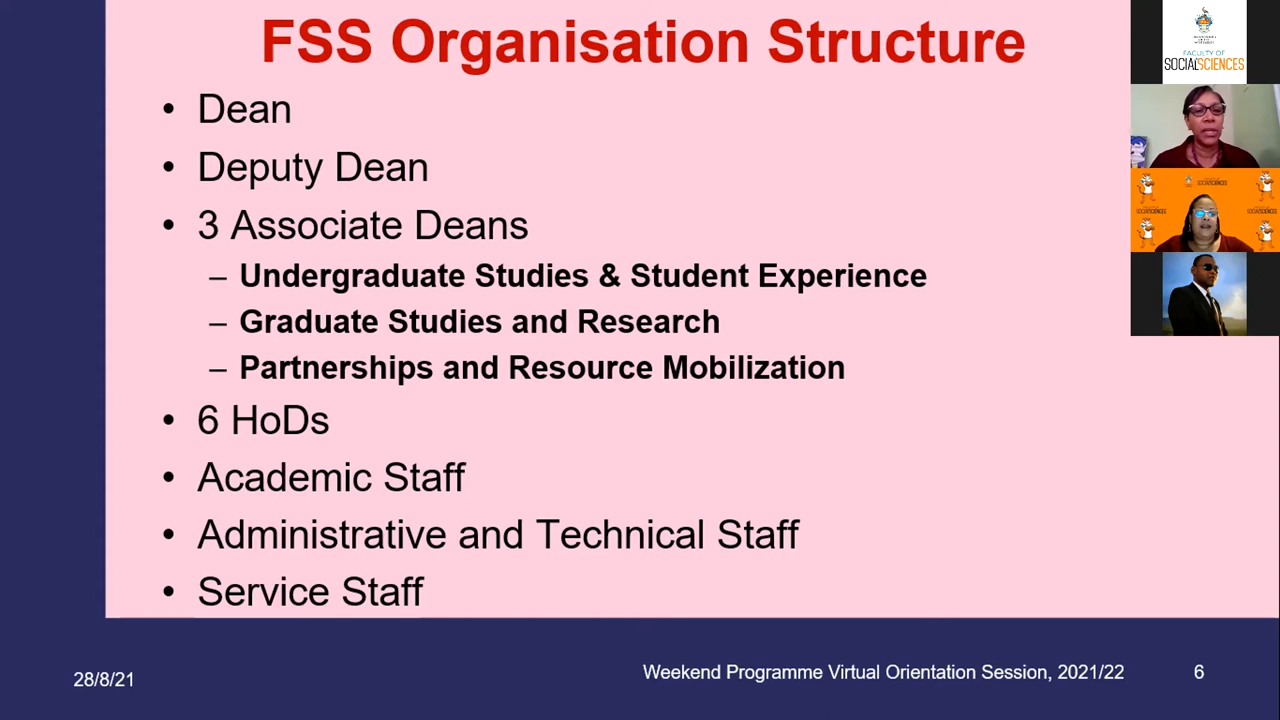 FSS Organisation Structure
• Dean
• Deputy Dean
• 3 Associate Deans
– Undergraduate Studies & Student Experience
– Graduate Studies and Research
– Partnerships and Resource Mobilization
• 6 HoDs
• Academic Staff
• Administrative and Technical Staff
• Service Staff
28/8/21
Weekend Programme Virtual Orientation Session, 2021/22
6
FACULTY OF
SOCIALSCIENCES
SOCIALSCIENCES